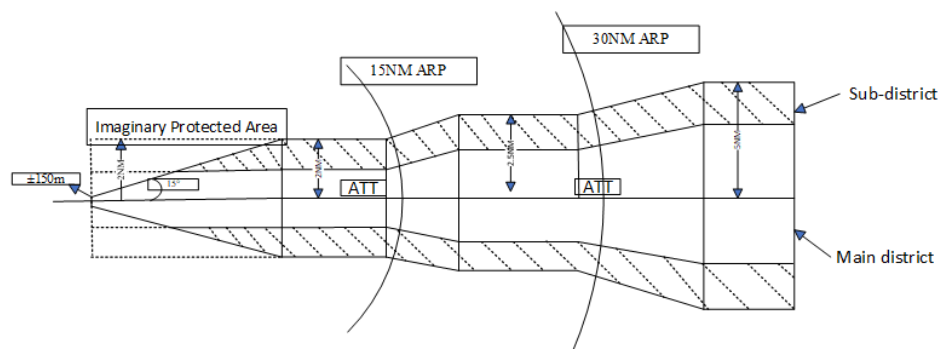 30NM ARP
15NM ARP
Sub-district
Imaginary Protected Area
±150m
2NM
15°
2NM
ATT
2.5NM
ATT
5NM
Main district